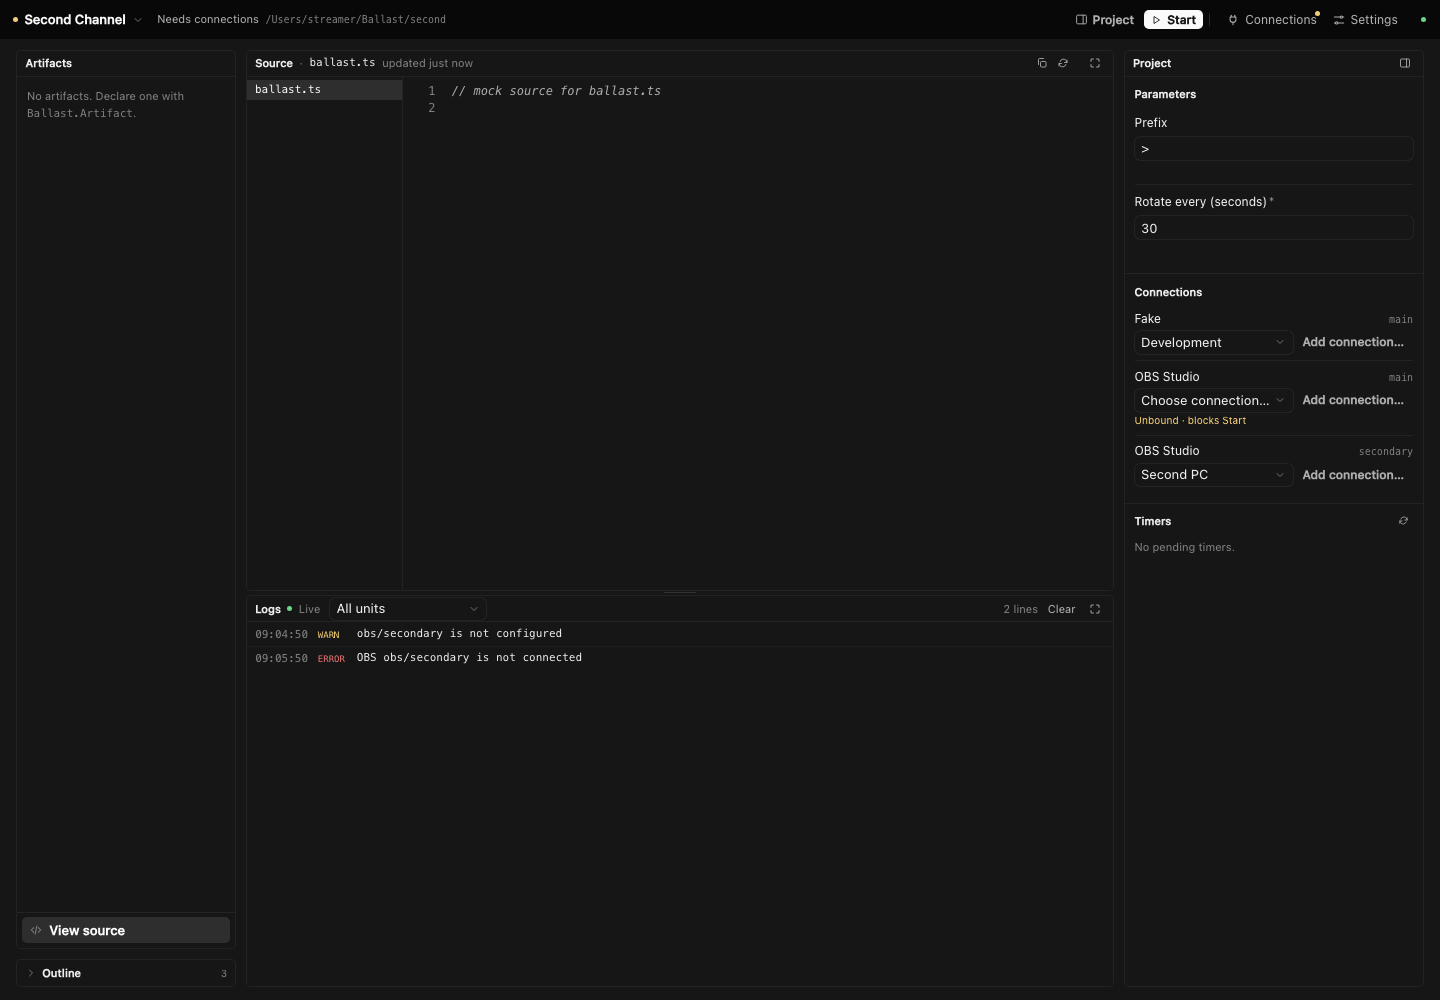 Second Channel
Needs connections /Users/streamer/Ballast/second
Project
Start
Connections
Settings
Artifacts
No artifacts. Declare one with
Ballast.Artifact.
View source
Outline 3
Source · ballast.ts updated just now
ballast.ts
1 // mock source for ballast.ts
2
Logs Live All units 2 lines Clear
09:04:50 WARN obs/secondary is not configured
09:05:50 ERROR OBS obs/secondary is not connected
Project
Parameters
Prefix
>
Rotate every (seconds) *
30
Connections
Fake main
Development Add connection...
OBS Studio main
Choose connection... Add connection...
Unbound · blocks Start
OBS Studio secondary
Second PC Add connection...
Timers
No pending timers.